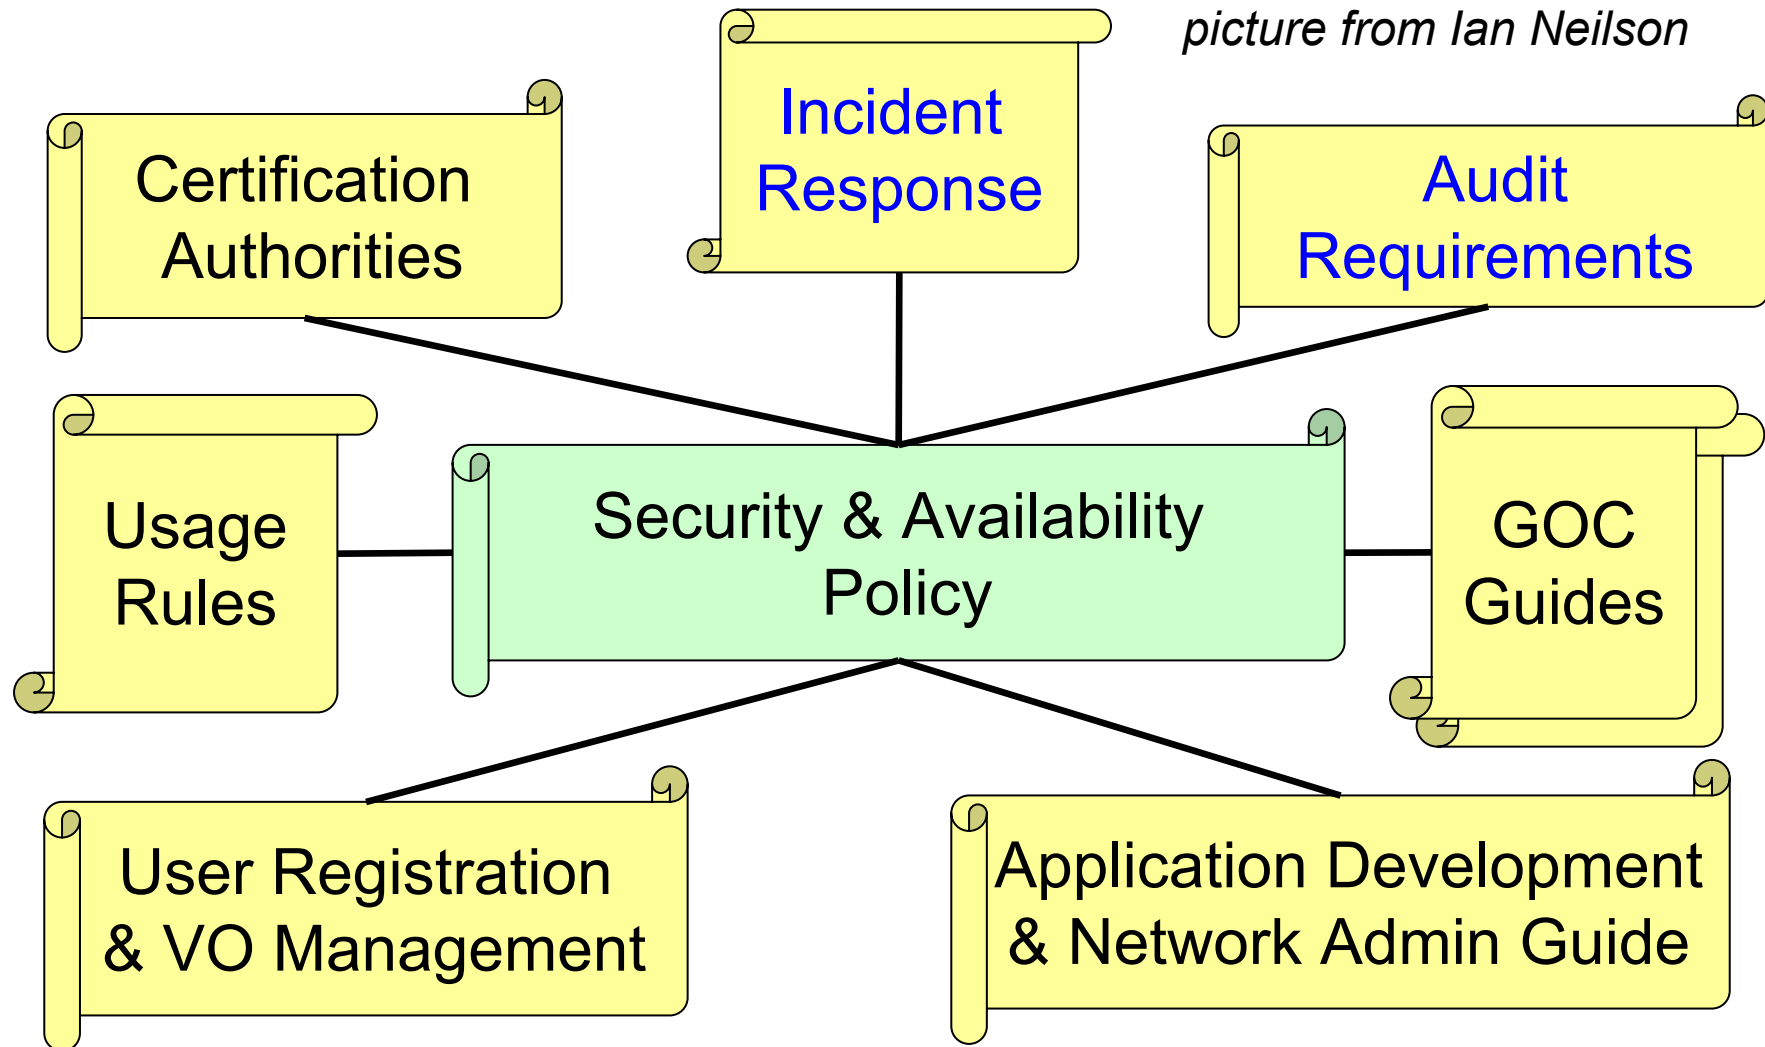 picture from Ian Neilson
Incident
Response
Certification
Authorities
Audit
Requirements
Usage
Rules
Security & Availability
Policy
GOC
Guides
User Registration
& VO Management
Application Development
& Network Admin Guide